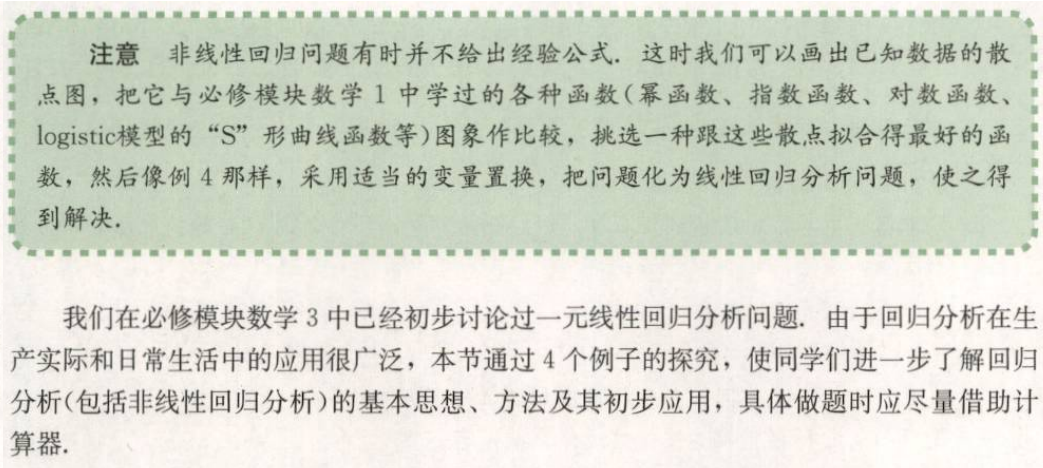 注意 非线性回归问题有时并不给出经验公式. 这时我们可以画出已知数据的散
点图，把它与必修模块数学 1 中学过的各种函数(幂函数、指数函数、对数函数、
logistic模型的“S”形曲线函数等)图象作比较，挑选一种跟这些散点拟合得最好的函
数，然后像例 4 那样，采用适当的变量置换，把问题化为线性回归分析问题，使之得
到解决.
我们在必修模块数学 3 中已经初步讨论过一元线性回归分析问题. 由于回归分析在生
产实际和日常生活中的应用很广泛，本节通过 4 个例子的探究，使同学们进一步了解回归
分析(包括非线性回归分析)的基本思想、方法及其初步应用，具体做题时应尽量借助计
算器.